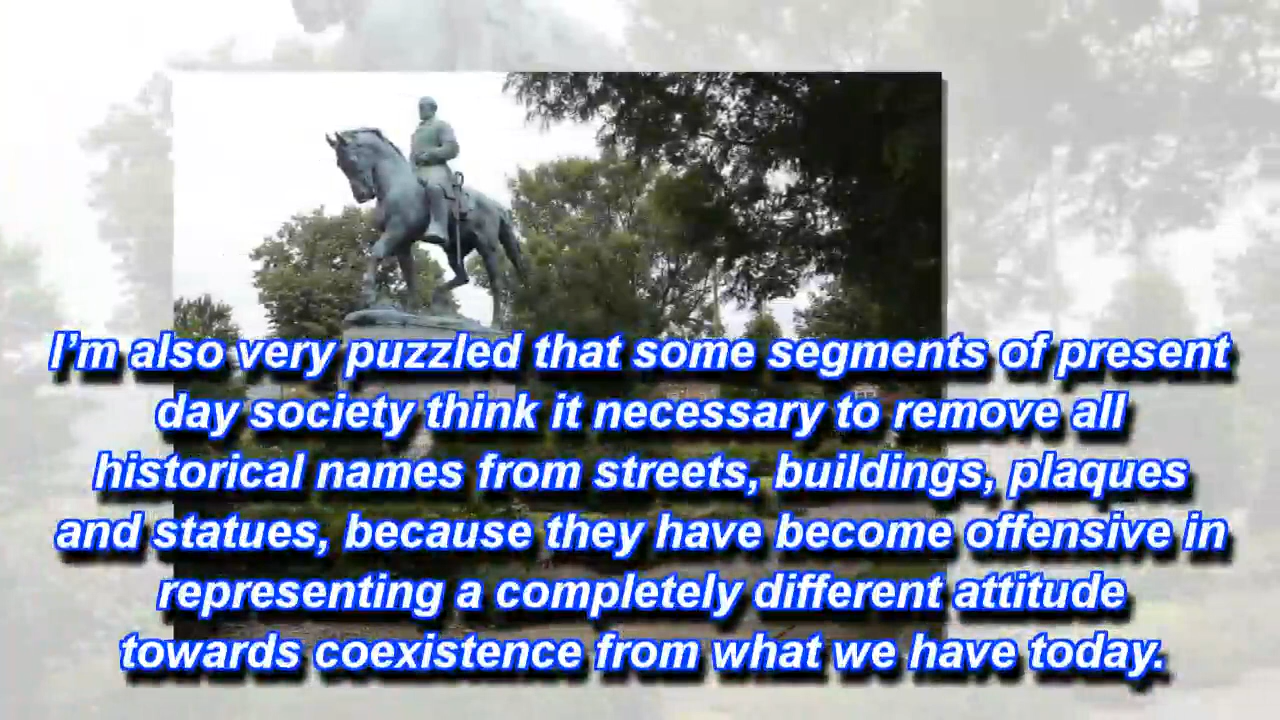 I’m also very puzzled that some segments of present
day society think it necessary to remove all
historical names from streets, buildings, plaques
and statues, because they have become offensive in
representing a completely different attitude
towards coexistence from what we have today.